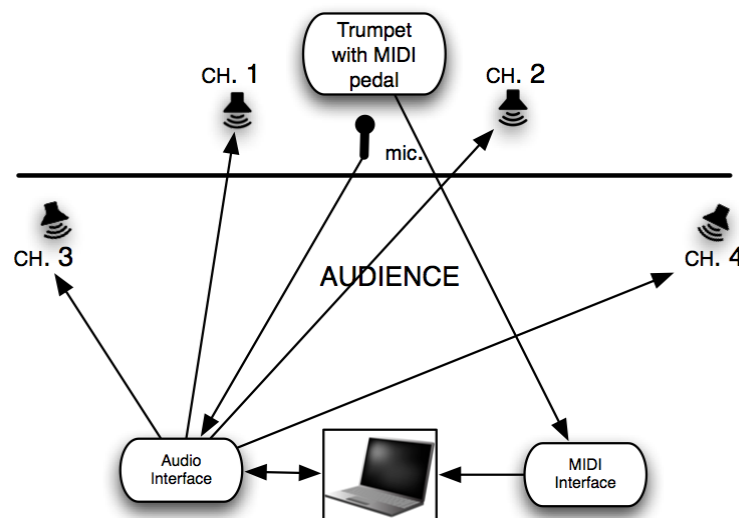 Trumpet
with MIDI
pedal
CH. 1
CH. 2
mic.
CH. 3
AUDIENCE
CH. 4
Audio
Interface
MIDI
Interface